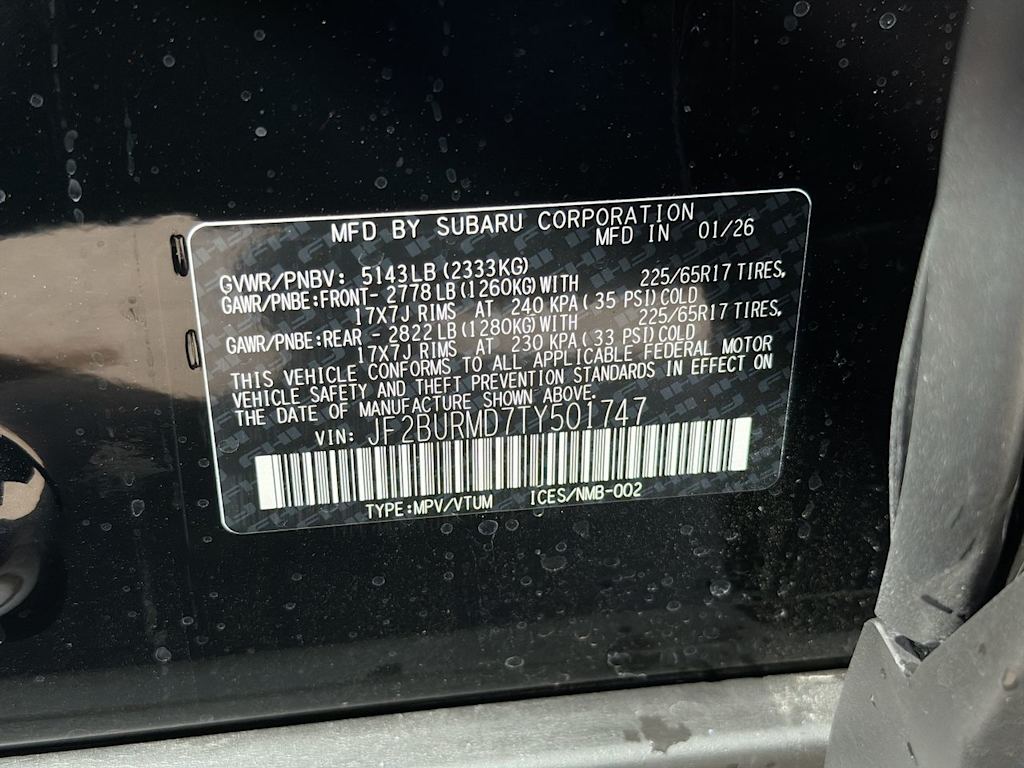 MFD BY SUBARU CORPORATION
MFD IN 01/26
GVWR/PNBV: 5143LB(2333KG)
GAWR/PNBE:FRONT- 2778LB(1260KG)WITH 225/65R17 TIRES,
17X7J RIMS AT 240 KPA(35 PSI)COLD
GAWR/PNBE:REAR - 2822LB(1280KG)WITH 225/65R17 TIRES,
17X7J RIMS AT 230 KPA(33 PSI)COLD
THIS VEHICLE CONFORMS TO ALL APPLICABLE FEDERAL MOTOR
VEHICLE SAFETY AND THEFT PREVENTION STANDARDS IN EFFECT ON
THE DATE OF MANUFACTURE SHOWN ABOVE.
VIN: JF2BURMD7TY501747
TYPE:MPV/VTUM ICES/NMB-002